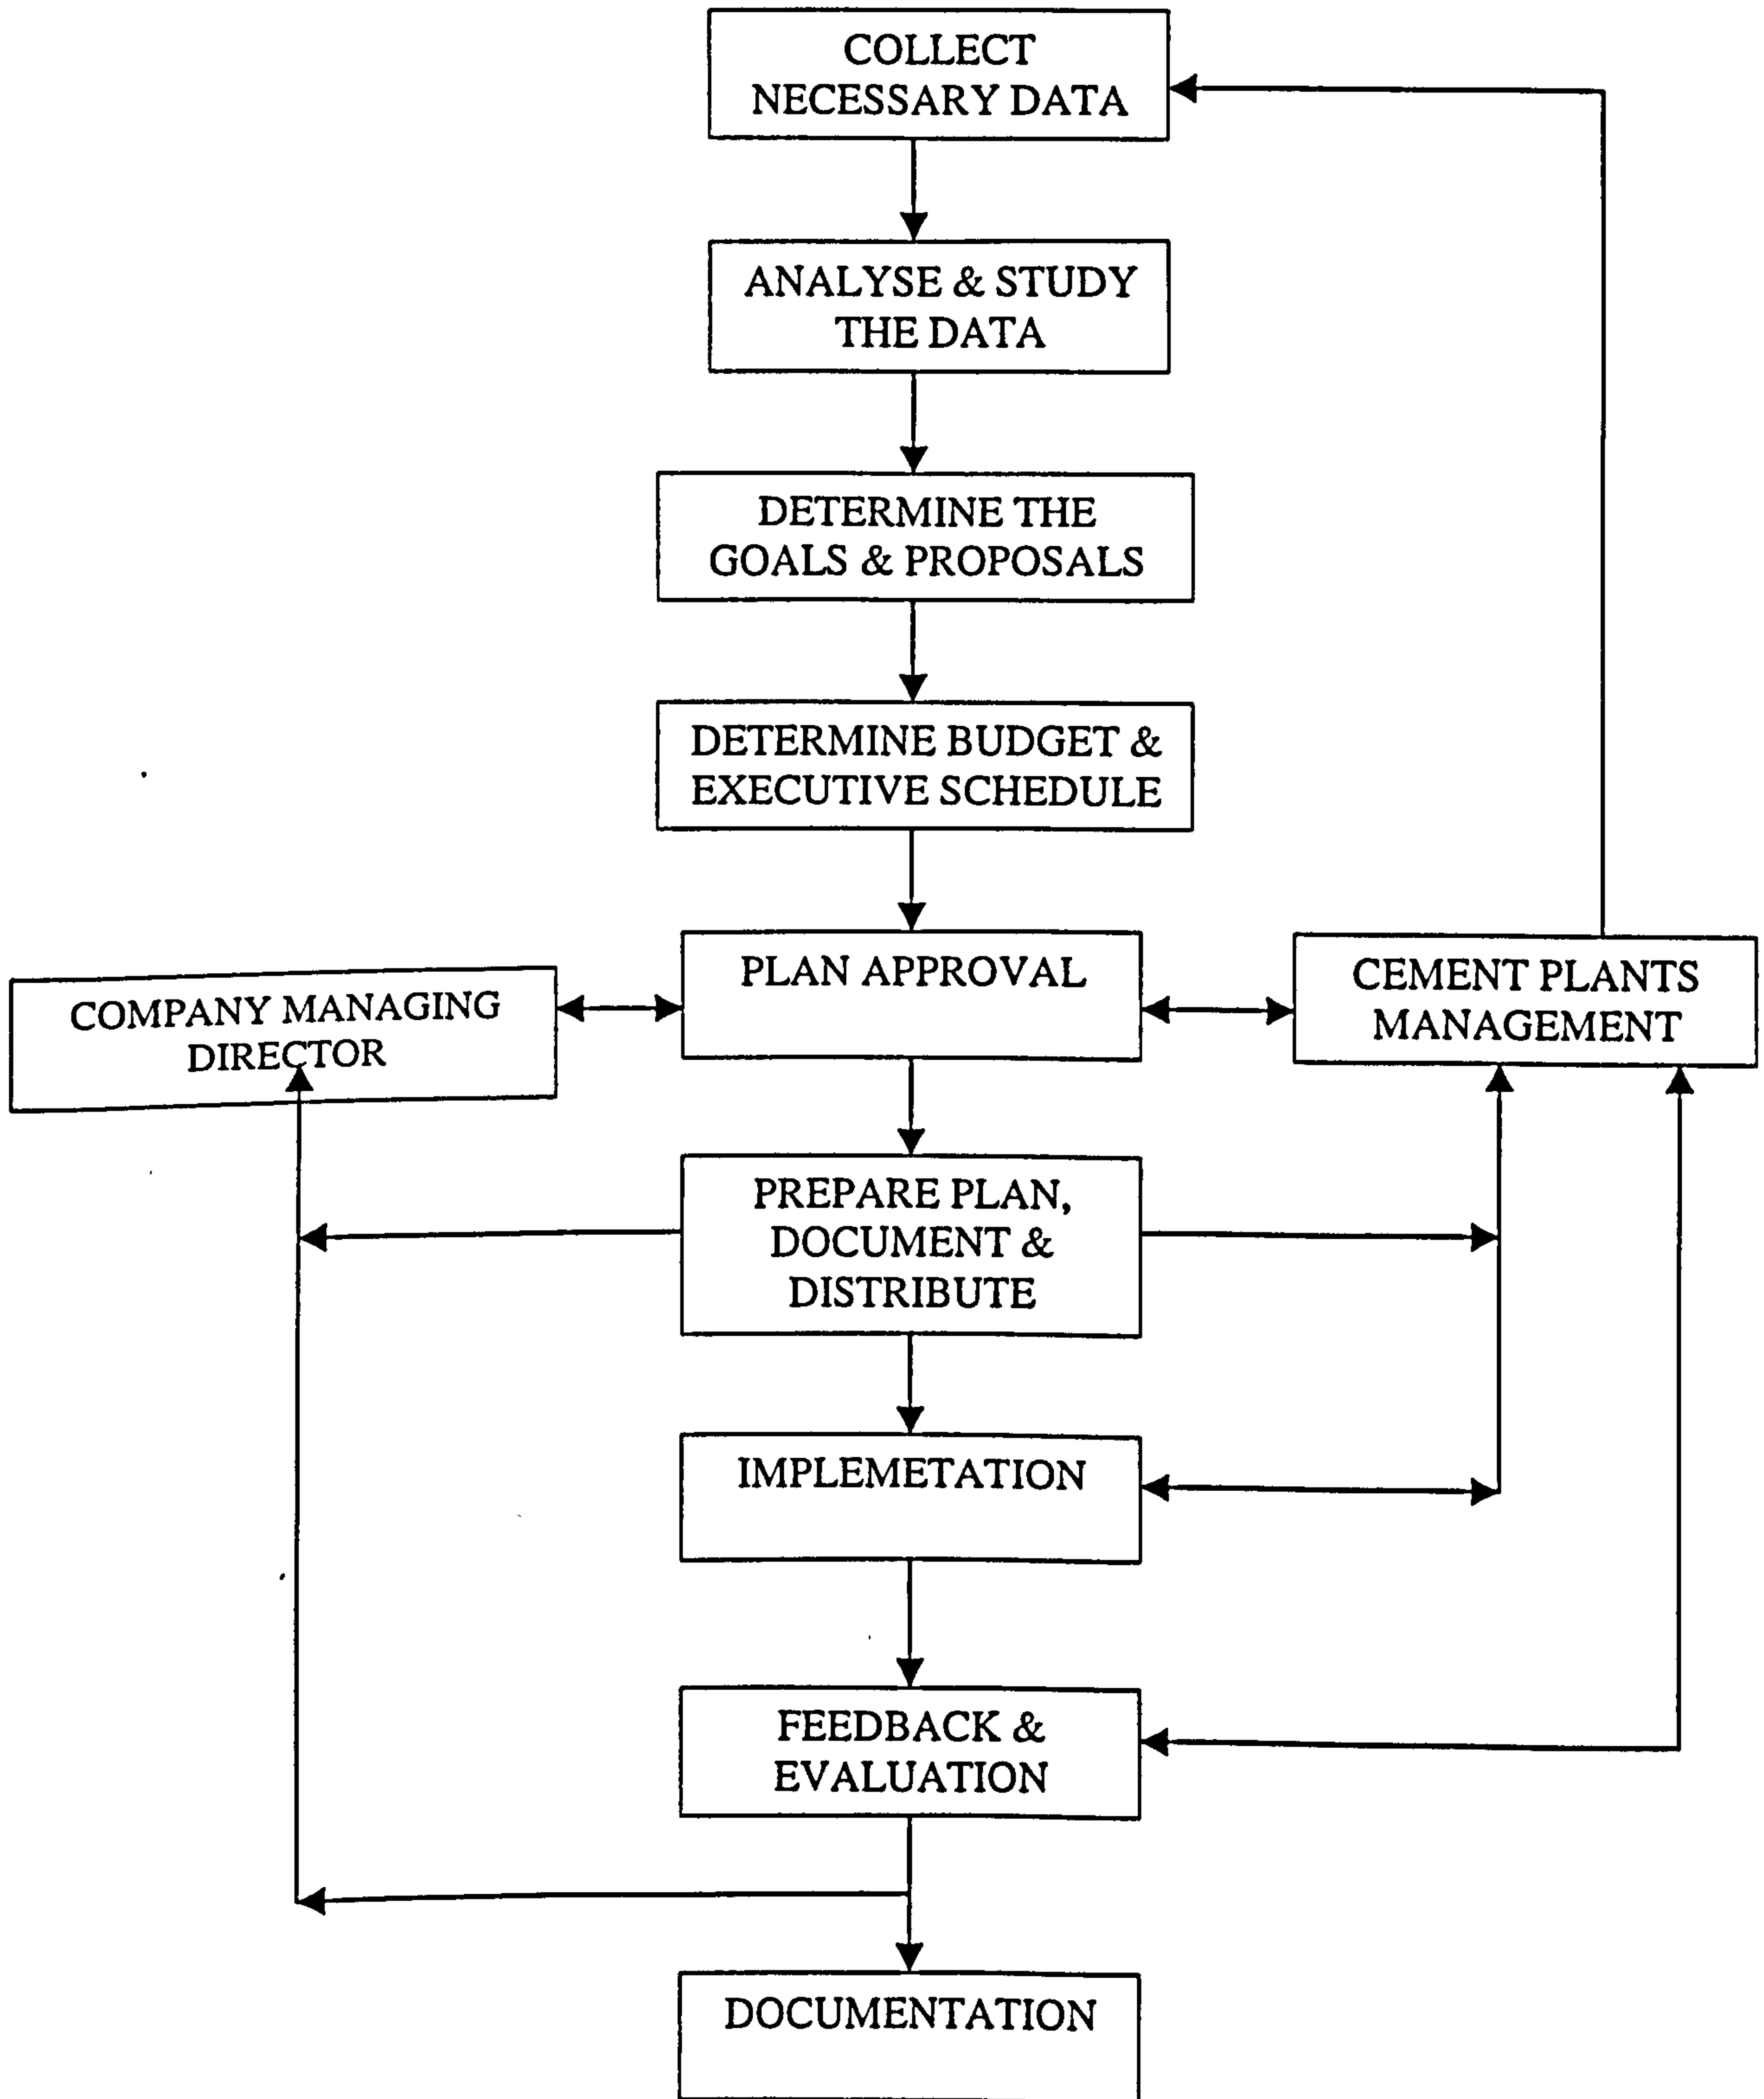 COLLECT
NECESSARY DATA
ANALYSE & STUDY
THE DATA
DETERMINE THE
GOALS & PROPOSALS
DETERMINE BUDGET &
EXECUTIVE SCHEDULE
PLAN APPROVAL
COMPANY MANAGING
DIRECTOR
CEMENT PLANTS
MANAGEMENT
PREPARE PLAN,
DOCUMENT &
DISTRIBUTE
IMPLEMETATION
FEEDBACK &
EVALUATION
DOCUMENTATION